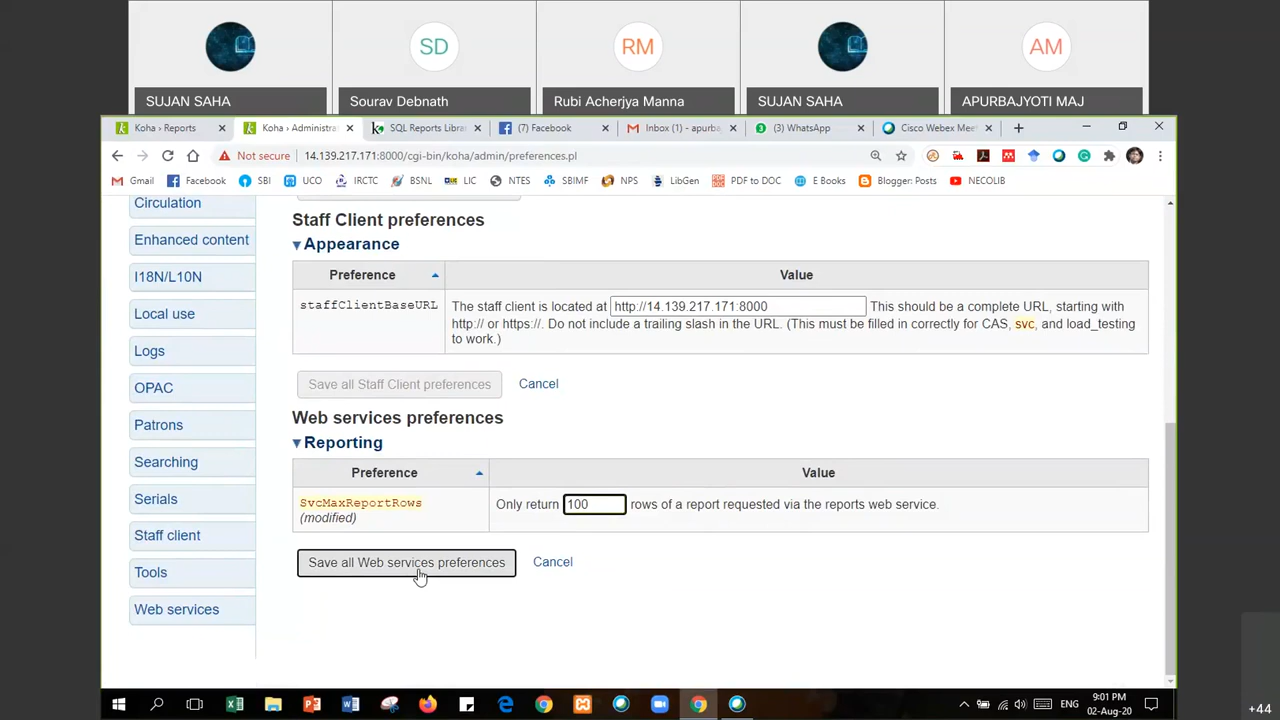 SD
RM
AM
SUJAN SAHA
Sourav Debnath
Rubi Acherjya Manna
SUJAN SAHA
APURBAJYOTI MAJ
Koha › Reports
Koha › Administra
SQL Reports Libra
(7) Facebook
Inbox (1) - apurba
(3) WhatsApp
Cisco Webex Meet
Not secure
14.139.217.171:8000/cgi-bin/koha/admin/preferences.pl
Gmail
Facebook
SBI
UCO
IRCTC
BSNL
LIC
NTES
SBIMF
NPS
LibGen
PDF to DOC
E Books
Blogger: Posts
NECOLIB
Circulation
Enhanced content
I18N/L10N
Local use
Logs
OPAC
Patrons
Searching
Serials
Staff client
Tools
Web services
Staff Client preferences
Appearance
Preference
Value
staffClientBaseURL
The staff client is located at http://14.139.217.171:8000 This should be a complete URL, starting with
http:// or https://. Do not include a trailing slash in the URL. (This must be filled in correctly for CAS, svc, and load_testing
to work.)
Save all Staff Client preferences
Cancel
Web services preferences
Reporting
Preference
Value
SvcMaxReportRows
(modified)
Only return 100 rows of a report requested via the reports web service.
Save all Web services preferences
Cancel
ENG
9:01 PM
02-Aug-20
+44